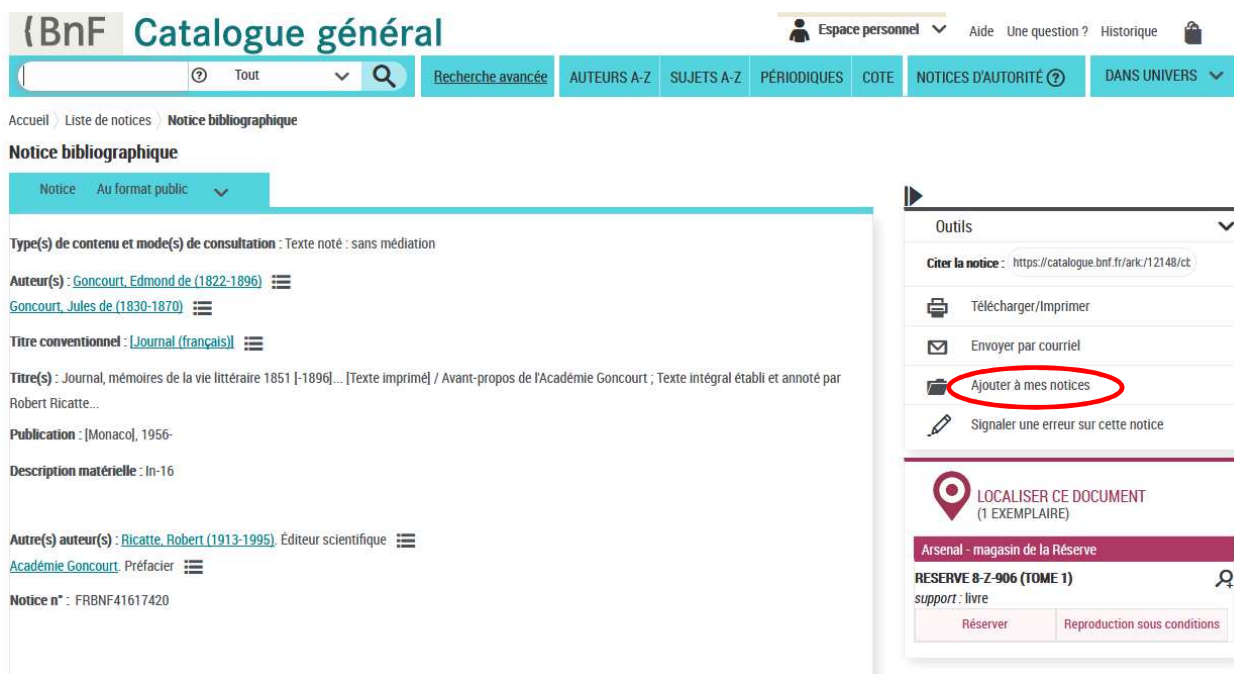 {BnF Catalogue général
Espace personnel Aide Une question ? Historique
Tout Recherche avancée AUTEURS A-Z SUJETS A-Z PÉRIODIQUES COTE NOTICES D'AUTORITÉ DANS UNIVERS
Accueil Liste de notices Notice bibliographique
Notice bibliographique
Notice Au format public
Type(s) de contenu et mode(s) de consultation : Texte noté : sans médiation
Auteur(s) : Goncourt, Edmond de (1822-1896)
Goncourt, Jules de (1830-1870)
Titre conventionnel : [Journal (français)]
Titre(s) : Journal, mémoires de la vie littéraire 1851 [-1896]... [Texte imprimé] / Avant-propos de l'Académie Goncourt ; Texte intégral établi et annoté par
Robert Ricatte...
Publication : [Monaco], 1956-
Description matérielle : In-16
Autre(s) auteur(s) : Ricatte, Robert (1913-1995). Éditeur scientifique
Académie Goncourt. Préfacier
Notice n° : FRBNF41617420
Outils
Citer la notice : https://catalogue.bnf.fr/ark:/12148/cb
Télécharger/Imprimer
Envoyer par courriel
Ajouter à mes notices
Signaler une erreur sur cette notice
LOCALISER CE DOCUMENT
(1 EXEMPLAIRE)
Arsenal - magasin de la Réserve
RESERVE 8-Z-906 (TOME 1)
support : livre
Réserver Reproduction sous conditions